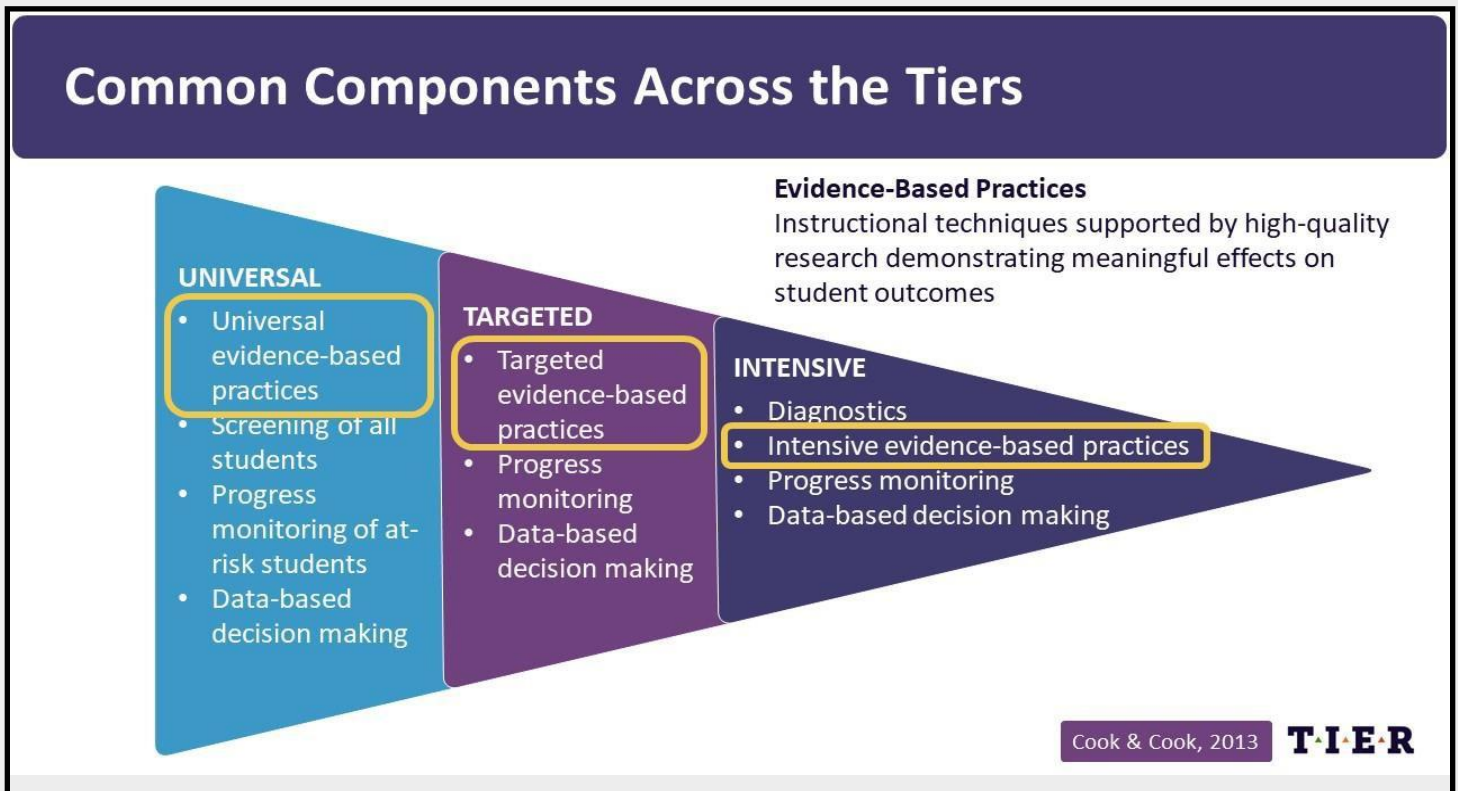 Common Components Across the Tiers
Evidence-Based Practices
Instructional techniques supported by high-quality
research demonstrating meaningful effects on
student outcomes
UNIVERSAL
• Universal
evidence-based
practices
• Screening of all
students
• Progress
monitoring of at-
risk students
• Data-based
decision making
TARGETED
• Targeted
evidence-based
practices
• Progress
monitoring
• Data-based
decision making
INTENSIVE
• Diagnostics
• Intensive evidence-based practices
• Progress monitoring
• Data-based decision making
Cook & Cook, 2013
T·I·E·R